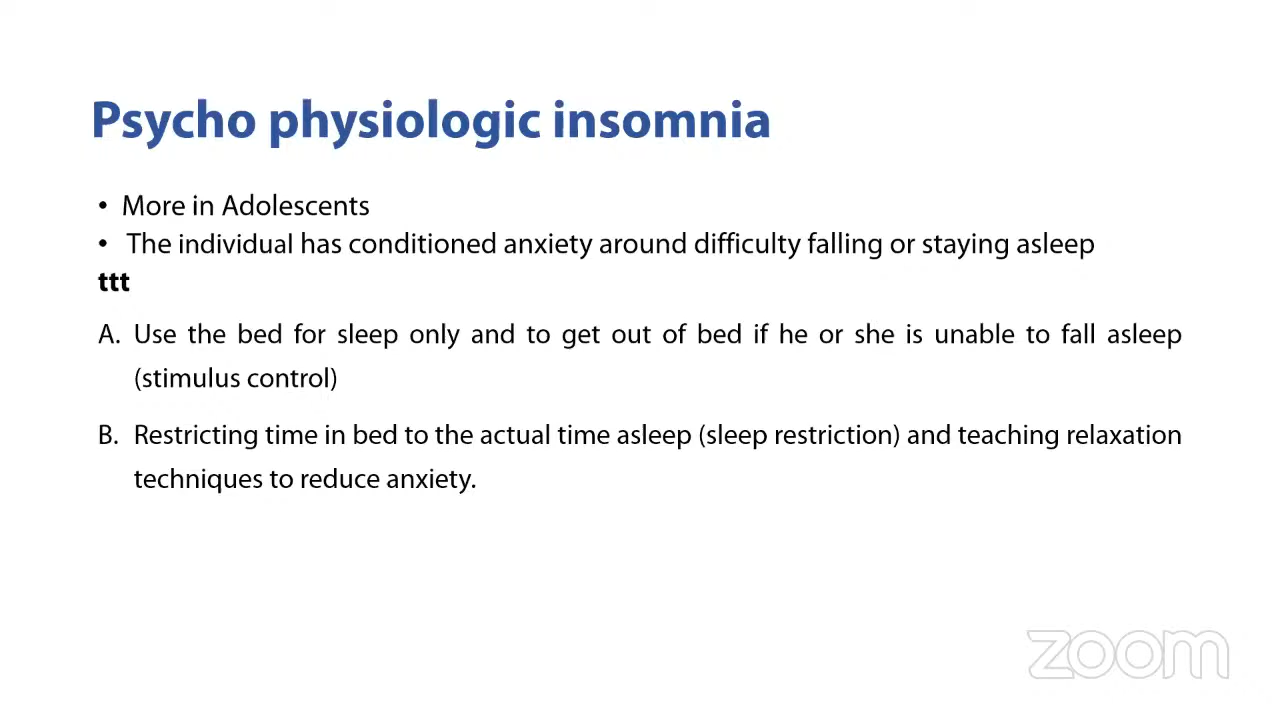 Psycho physiologic insomnia
• More in Adolescents
• The individual has conditioned anxiety around difficulty falling or staying asleep
ttt
A. Use the bed for sleep only and to get out of bed if he or she is unable to fall asleep
(stimulus control)
B. Restricting time in bed to the actual time asleep (sleep restriction) and teaching relaxation
techniques to reduce anxiety.
zoom